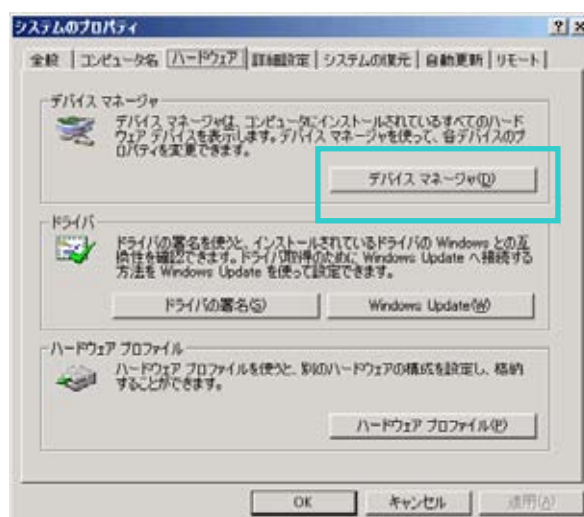 システムのプロパティ
全般 コンピュータ名 ハードウェア 詳細設定 システムの復元 自動更新 リモート
デバイス マネージャ
デバイス マネージャは、コンピュータにインストールされているすべてのハード
ウェア デバイスを表示します。デバイス マネージャを使って、各デバイスのプ
ロパティを変更できます。
デバイス マネージャ(D)
ドライバ
ドライバの署名を使うと、インストールされているドライバの Windows との互
換性を確認できます。ドライバ取得のために Windows Update へ接続する
方法を Windows Update を使って設定できます。
ドライバの署名(S) Windows Update(W)
ハードウェア プロファイル
ハードウェア プロファイルを使うと、別のハードウェアの構成を設定し、格納
することができます。
ハードウェア プロファイル(P)
OK キャンセル 適用(A)